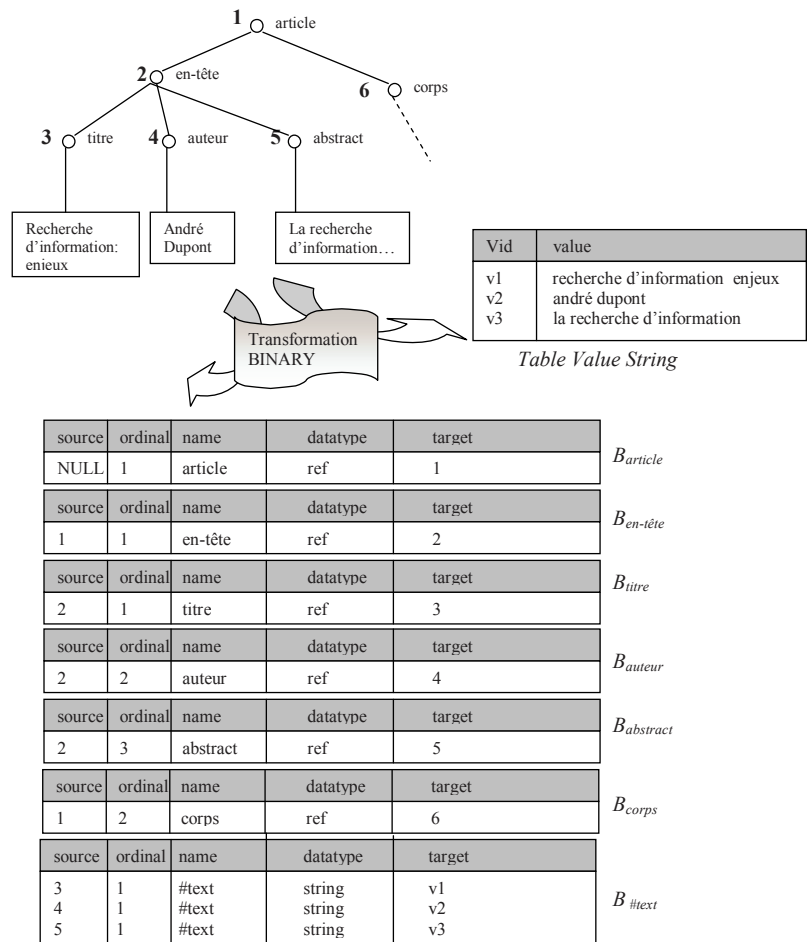 1 article
2 en-tête
6 corps
3 titre 4 auteur 5 abstract
Recherche
d'information:
enieux
André
Dupont
La recherche
d'information…
Vid value
v1 recherche d'information enjeux
v2 andré dupont
v3 la recherche d'information
Table Value String
Transformation
BINARY
source ordinal name datatype target
NULL 1 article ref 1
B article
source ordinal name datatype target
1 1 en-tête ref 2
B en-tête
source ordinal name datatype target
2 1 titre ref 3
B titre
source ordinal name datatype target
2 2 auteur ref 4
B auteur
source ordinal name datatype target
2 3 abstract ref 5
B abstract
source ordinal name datatype target
1 2 corps ref 6
B corps
source ordinal name datatype target
3 1 #text string v1
4 1 #text string v2
5 1 #text string v3
B #text